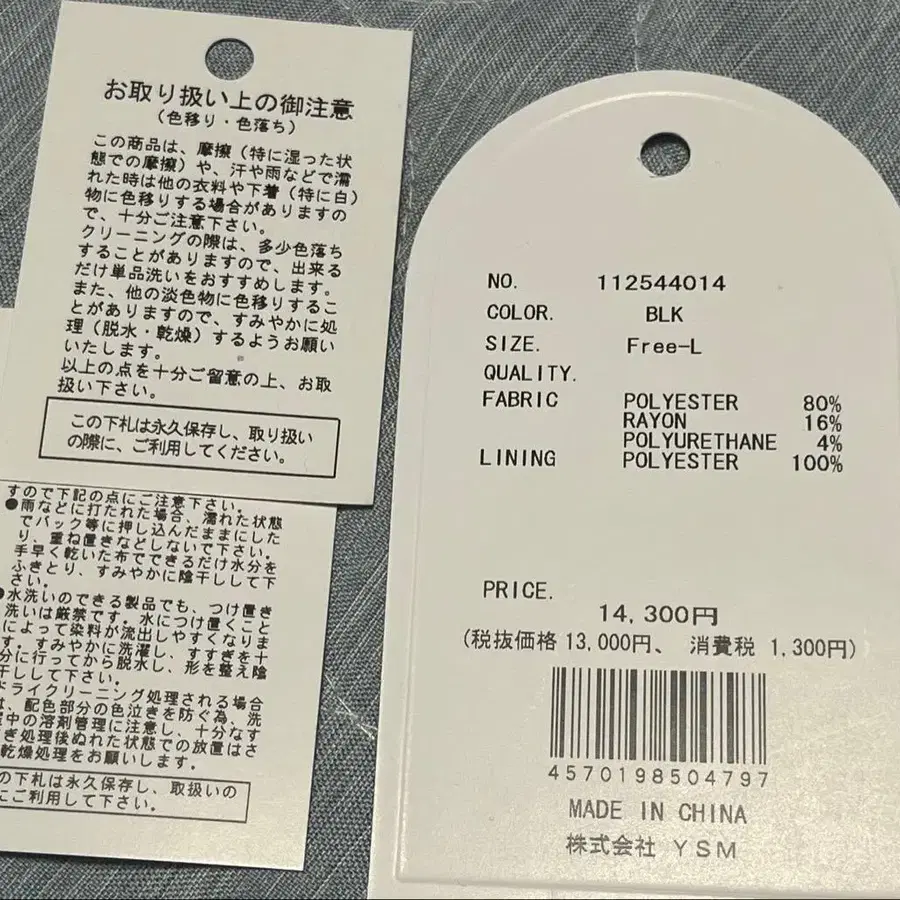 お取り扱い上の御注意
（色移り・色落ち）
この商品は、摩擦（特に湿った状
態での摩擦）や、汗や雨などで濡
れた時は他の衣料や下着（特に白）
物に色移りする場合がありますの
で、十分ご注意下さい。
クリーニングの際は、多少色落ち
することがありますので、出来る
だけ単品洗いをおすすめします。
また、他の淡色物に色移りするこ
とがありますので、すみやかに処
理（脱水・乾燥）するようお願い
いたします。
以上の点を十分ご留意の上、お取
扱い下さい。
この下札は永久保存し、取り扱い
の際に、ご利用してください。
すので下記の点にご注意下さい。
●雨などに打たれた場合、濡れた状態
でバック等に押し込んだままにした
り、重ね置きなどしないで下さい。
手早く乾いた布でできるだけ水分を
ふきとり、すみやかに陰干しして下
さい。
●水洗いのできる製品でも、つけ置き
洗いは厳禁です。水につけ置くこと
によって染料が流出しやすくなりま
す。すみやかに洗濯し、すすぎを十
分に行ってから脱水し、形を整え陰
干しして下さい。
ドライクリーニング処理される場合
は、配色部分の色泣きを防ぐ為、洗
中の溶剤管理に注意し、十分なす
ぎ処理後ぬれた状態での放置はさ
乾燥処理をお願いします。
の下札は永久保存し、取扱いの
にご利用して下さい。
NO. 112544014
COLOR. BLK
SIZE. Free-L
QUALITY.
FABRIC POLYESTER 80%
RAYON 16%
POLYURETHANE 4%
LINING POLYESTER 100%
PRICE.
14,300円
(税抜価格 13,000円、 消費税 1,300円)
4570198504797
MADE IN CHINA
株式会社 YSM